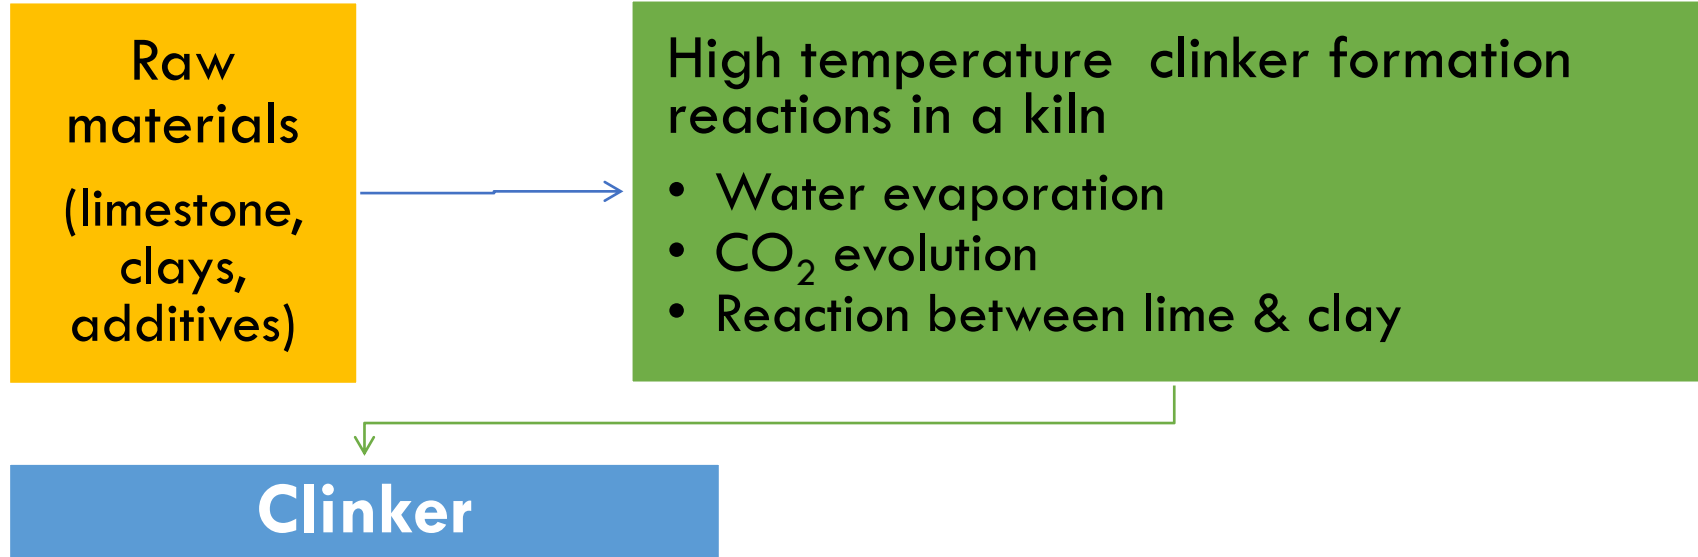 Raw
materials
(limestone,
clays,
additives)
High temperature  clinker formation
reactions in a kiln
• Water evaporation
• CO₂ evolution
• Reaction between lime & clay
Clinker